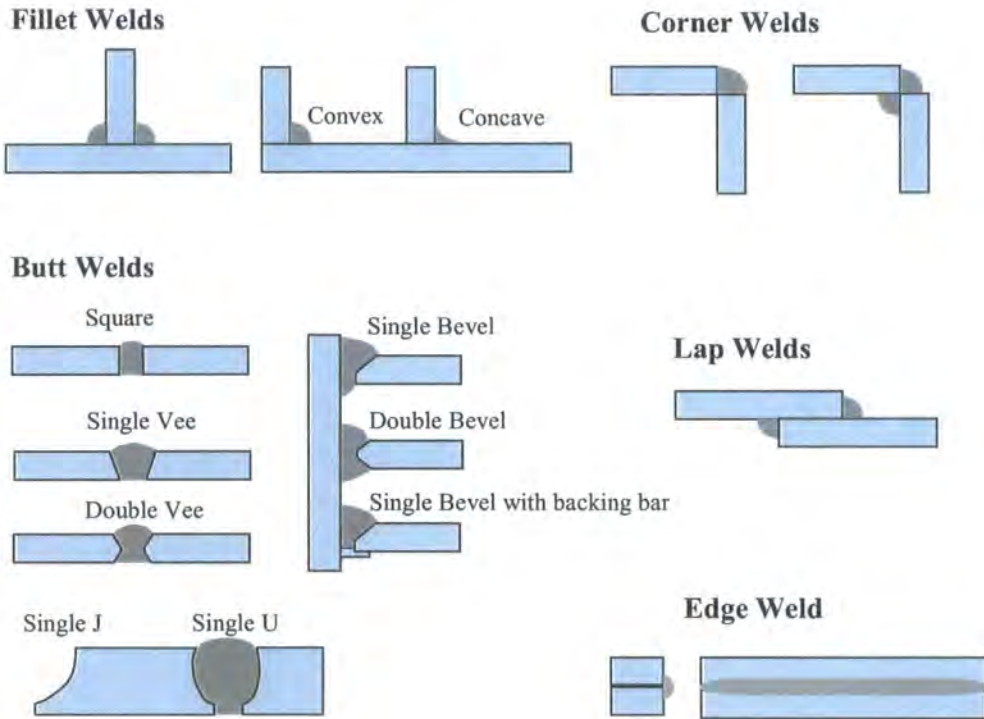 Fillet Welds
Corner Welds
Convex
Concave
Butt Welds
Square
Single Bevel
Lap Welds
Single Vee
Double Bevel
Double Vee
Single Bevel with backing bar
Edge Weld
Single J
Single U